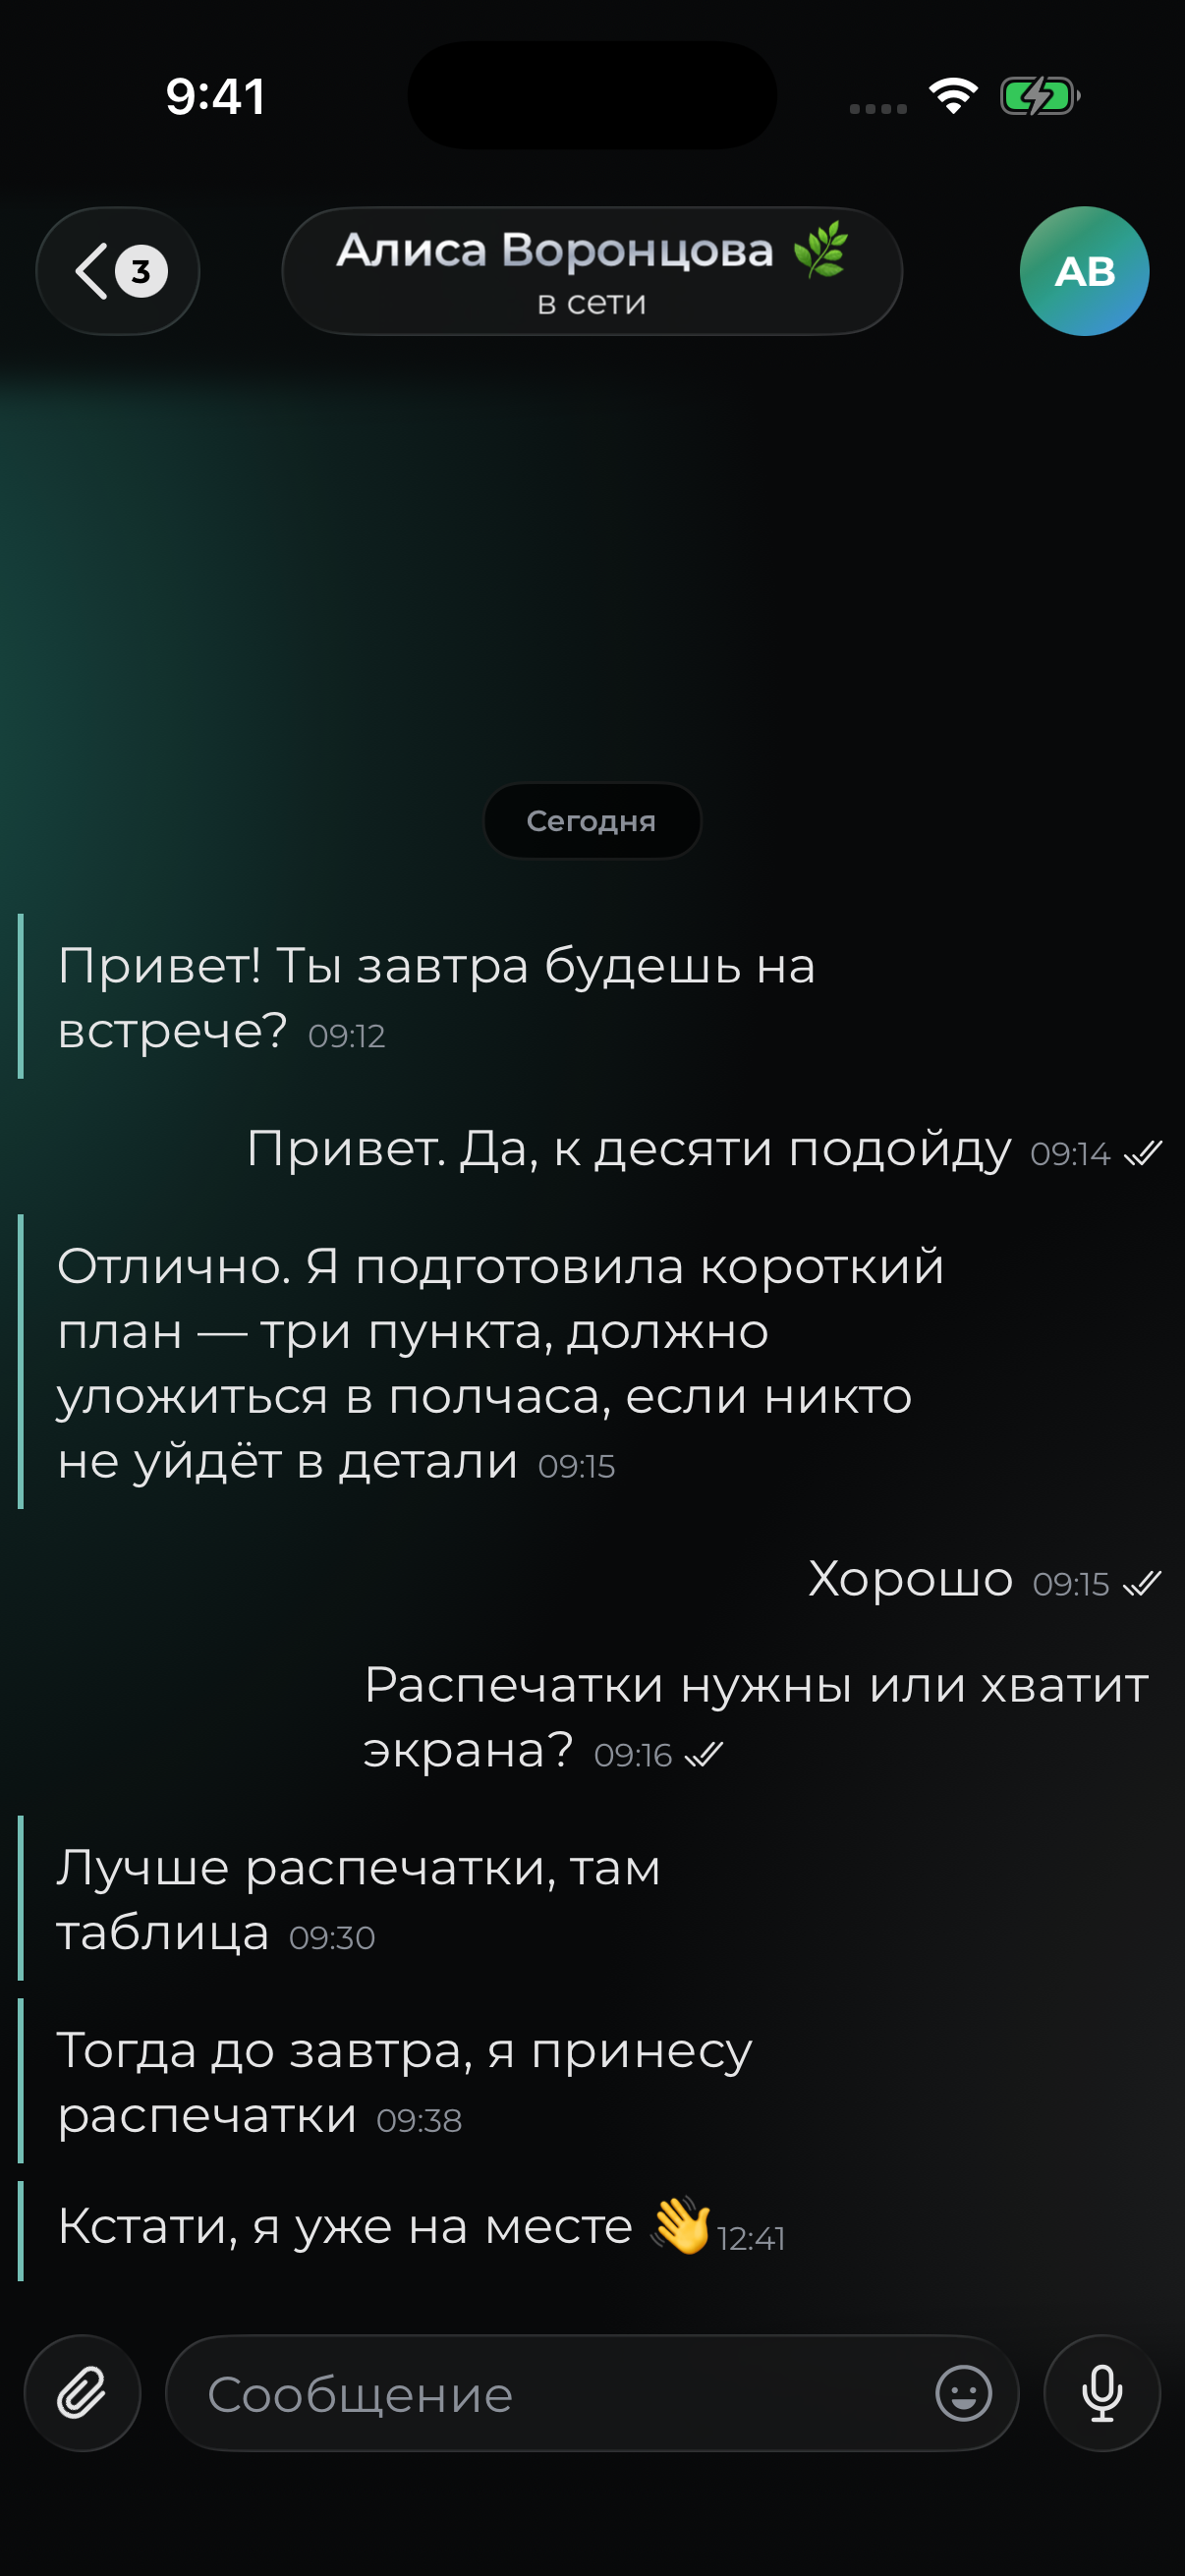 9:41
3
Алиса Воронцова 🌿
в сети
АВ
Сегодня
Привет! Ты завтра будешь на
встрече? 09:12
Привет. Да, к десяти подойду 09:14
Отлично. Я подготовила короткий
план — три пункта, должно
уложиться в полчаса, если никто
не уйдёт в детали 09:15
Хорошо 09:15
Распечатки нужны или хватит
экрана? 09:16
Лучше распечатки, там
таблица 09:30
Тогда до завтра, я принесу
распечатки 09:38
Кстати, я уже на месте 👋 12:41
Сообщение